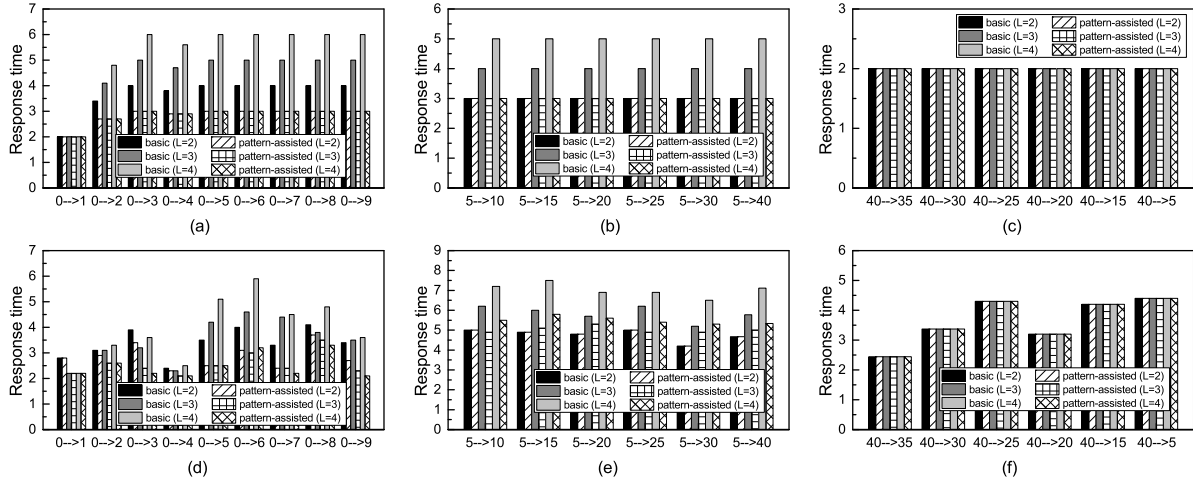 7
6
5
4
3
2
1
0
Response time
basic (L=2) pattern-assisted (L=2)
basic (L=3) pattern-assisted (L=3)
basic (L=4) pattern-assisted (L=4)
0-->1 0-->2 0-->3 0-->4 0-->5 0-->6 0-->7 0-->8 0-->9
(a)
6
5
4
3
2
1
0
Response time
basic (L=2) pattern-assisted (L=2)
basic (L=3) pattern-assisted (L=3)
basic (L=4) pattern-assisted (L=4)
5-->10 5-->15 5-->20 5-->25 5-->30 5-->40
(b)
3
2
1
0
Response time
basic (L=2) pattern-assisted (L=2)
basic (L=3) pattern-assisted (L=3)
basic (L=4) pattern-assisted (L=4)
40-->35 40-->30 40-->25 40-->20 40-->15 40-->5
(c)
7
6
5
4
3
2
1
0
Response time
basic (L=2) pattern-assisted (L=2)
basic (L=3) pattern-assisted (L=3)
basic (L=4) pattern-assisted (L=4)
0-->1 0-->2 0-->3 0-->4 0-->5 0-->6 0-->7 0-->8 0-->9
(d)
9
8
7
6
5
4
3
2
1
0
Response time
basic (L=2) pattern-assisted (L=2)
basic (L=3) pattern-assisted (L=3)
basic (L=4) pattern-assisted (L=4)
5-->10 5-->15 5-->20 5-->25 5-->30 5-->40
(e)
6
5
4
3
2
1
0
Response time
basic (L=2) pattern-assisted (L=2)
basic (L=3) pattern-assisted (L=3)
basic (L=4) pattern-assisted (L=4)
40-->35 40-->30 40-->25 40-->20 40-->15 40-->5
(f)